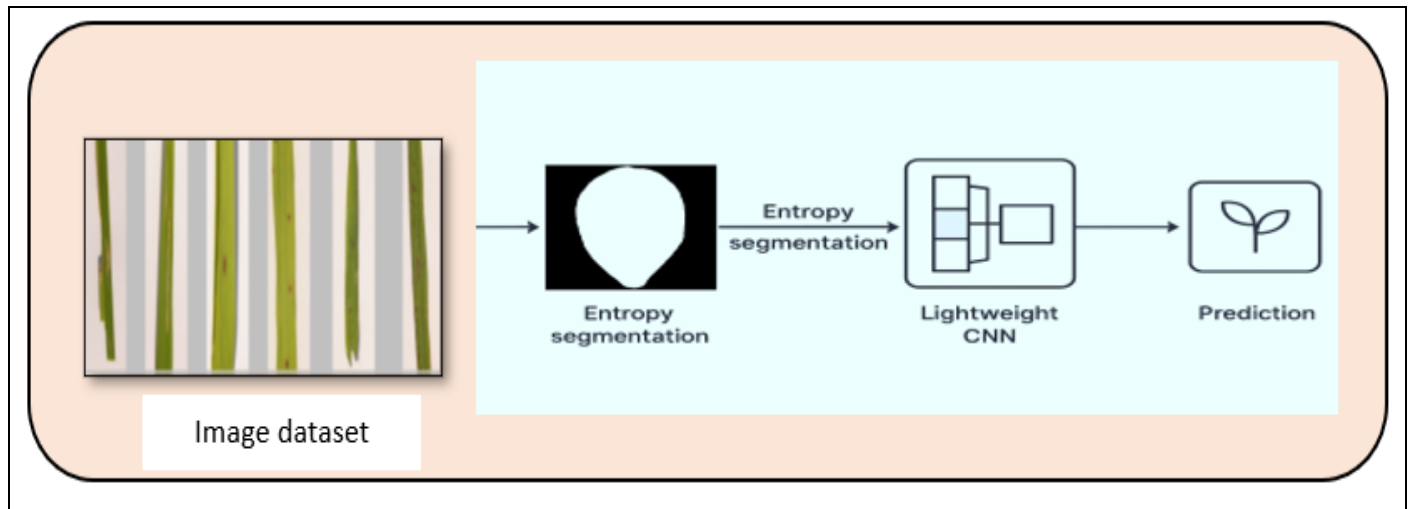 Image dataset
Entropy
segmentation
Entropy
segmentation
Lightweight
CNN
Prediction